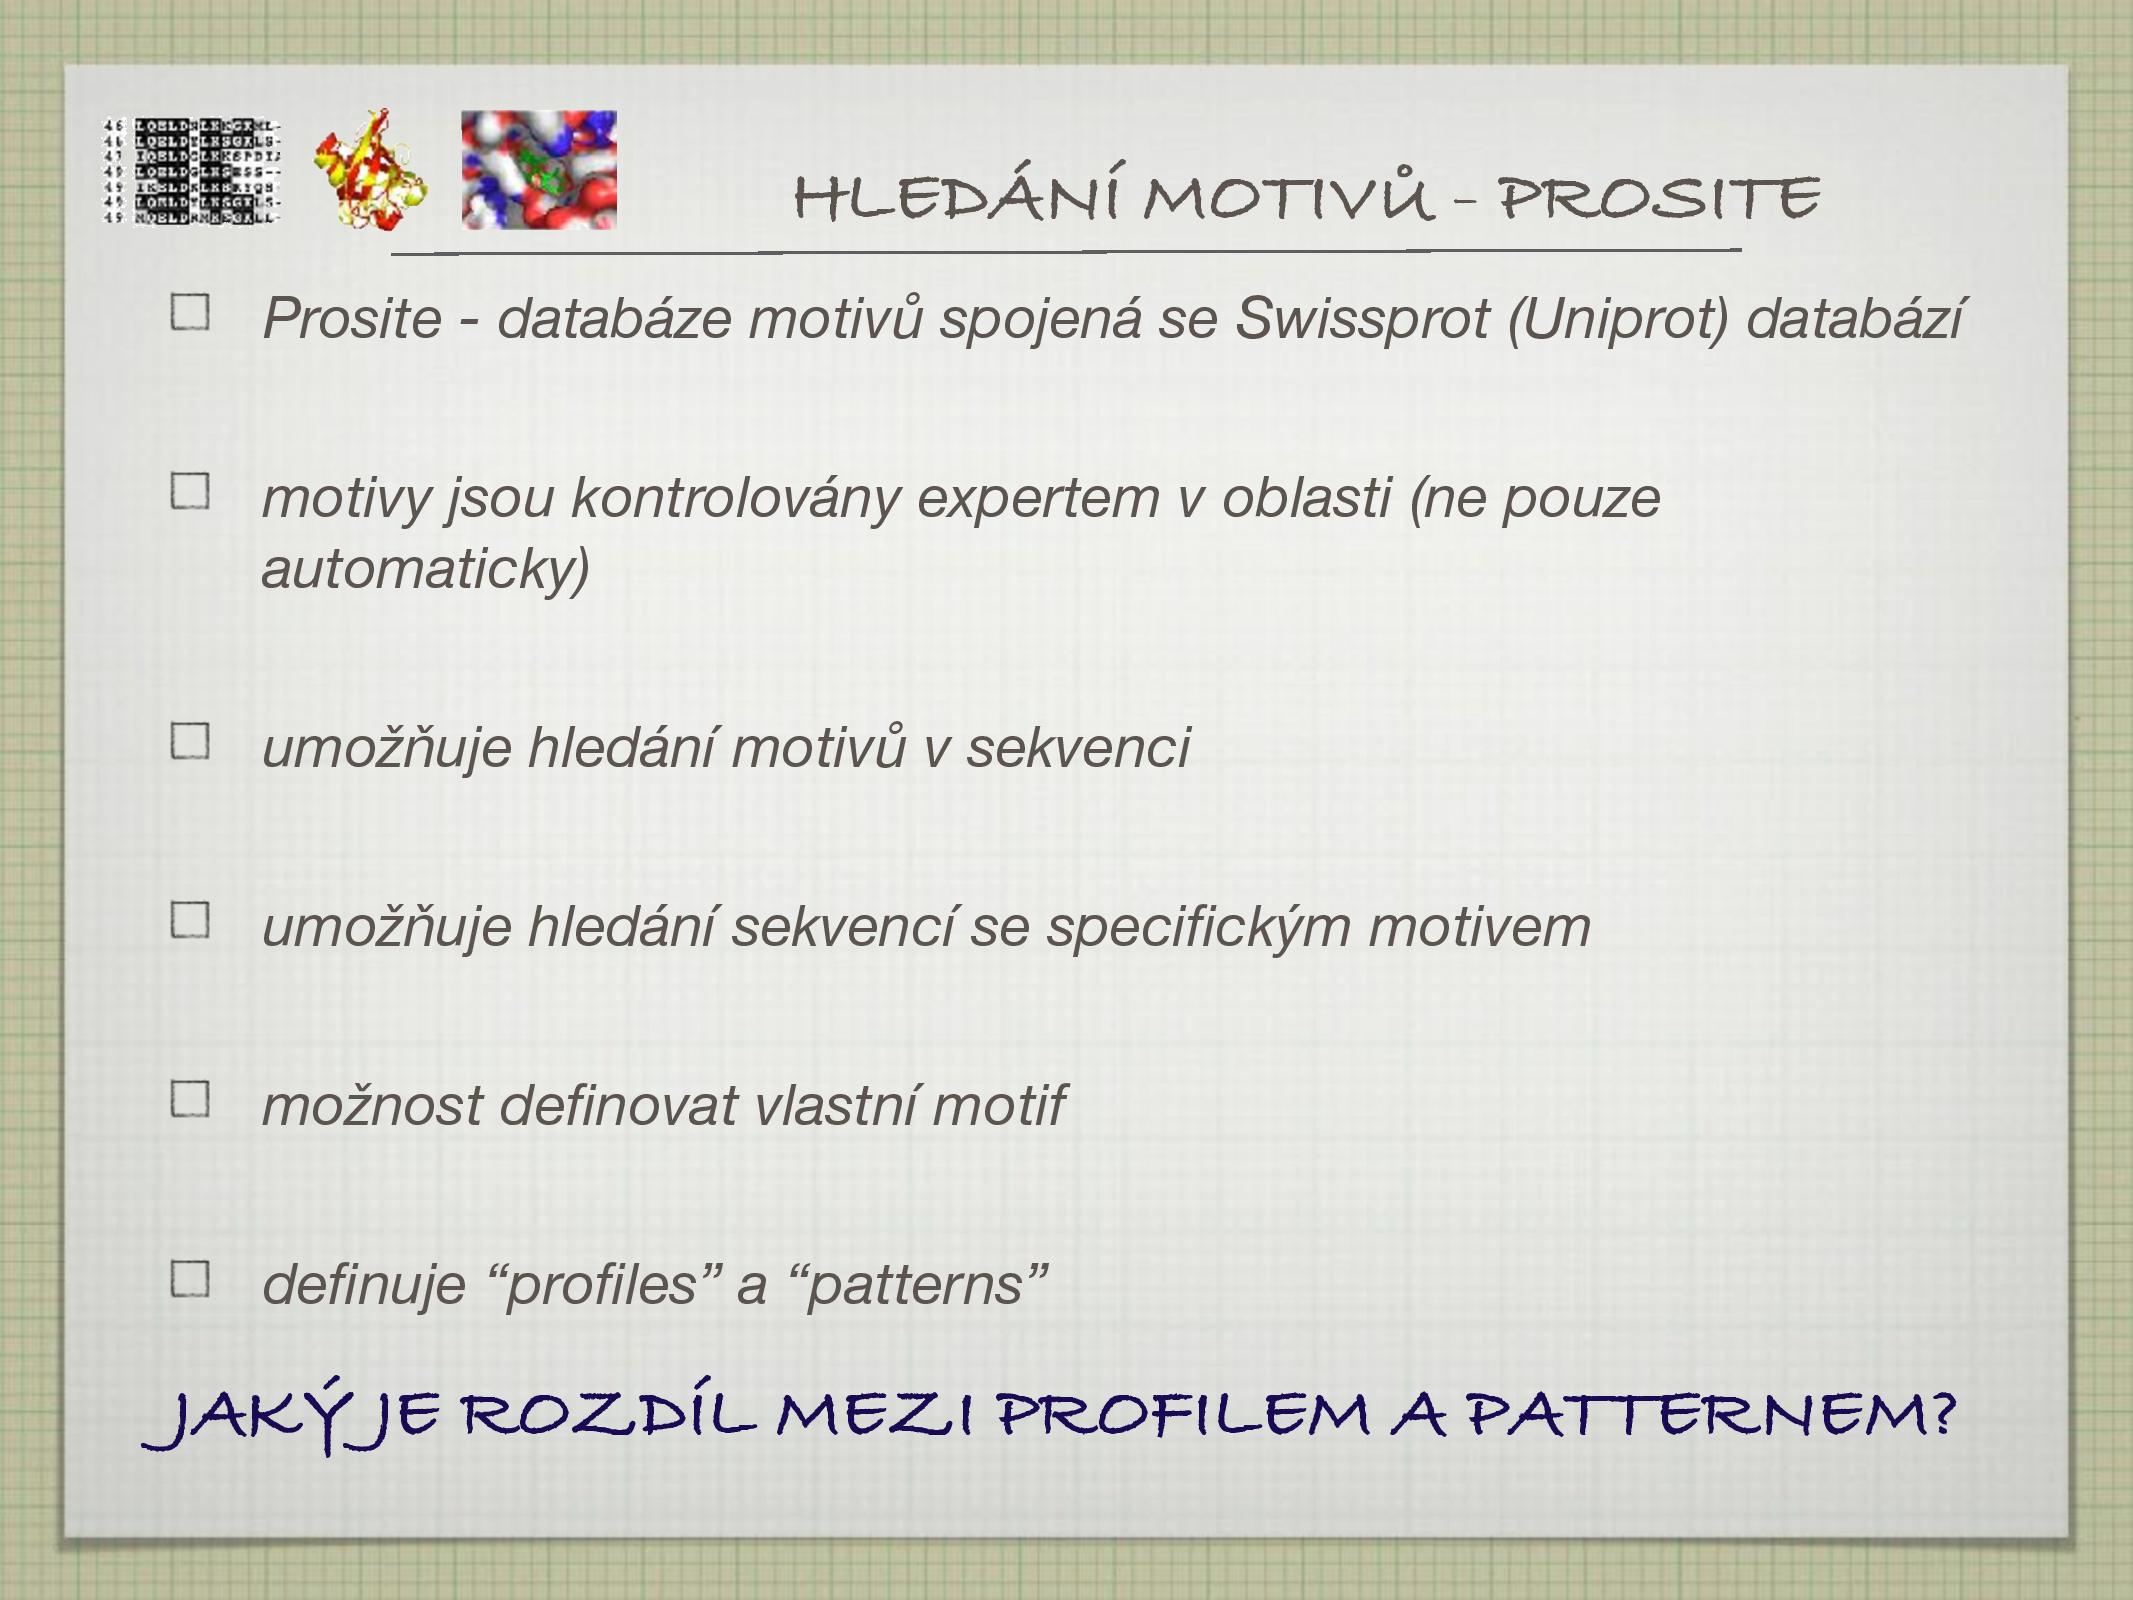 HLEDÁNÍ MOTIVŮ - PROSITE
Prosite - databáze motivů spojená se Swissprot (Uniprot) databází
motivy jsou kontrolovány expertem v oblasti (ne pouze
automaticky)
umožňuje hledání motivů v sekvenci
umožňuje hledání sekvencí se specifickým motivem
možnost definovat vlastní motif
definuje “profiles” a “patterns”
JAKÝ JE ROZDÍL MEZI PROFILEM A PATTERNEM?